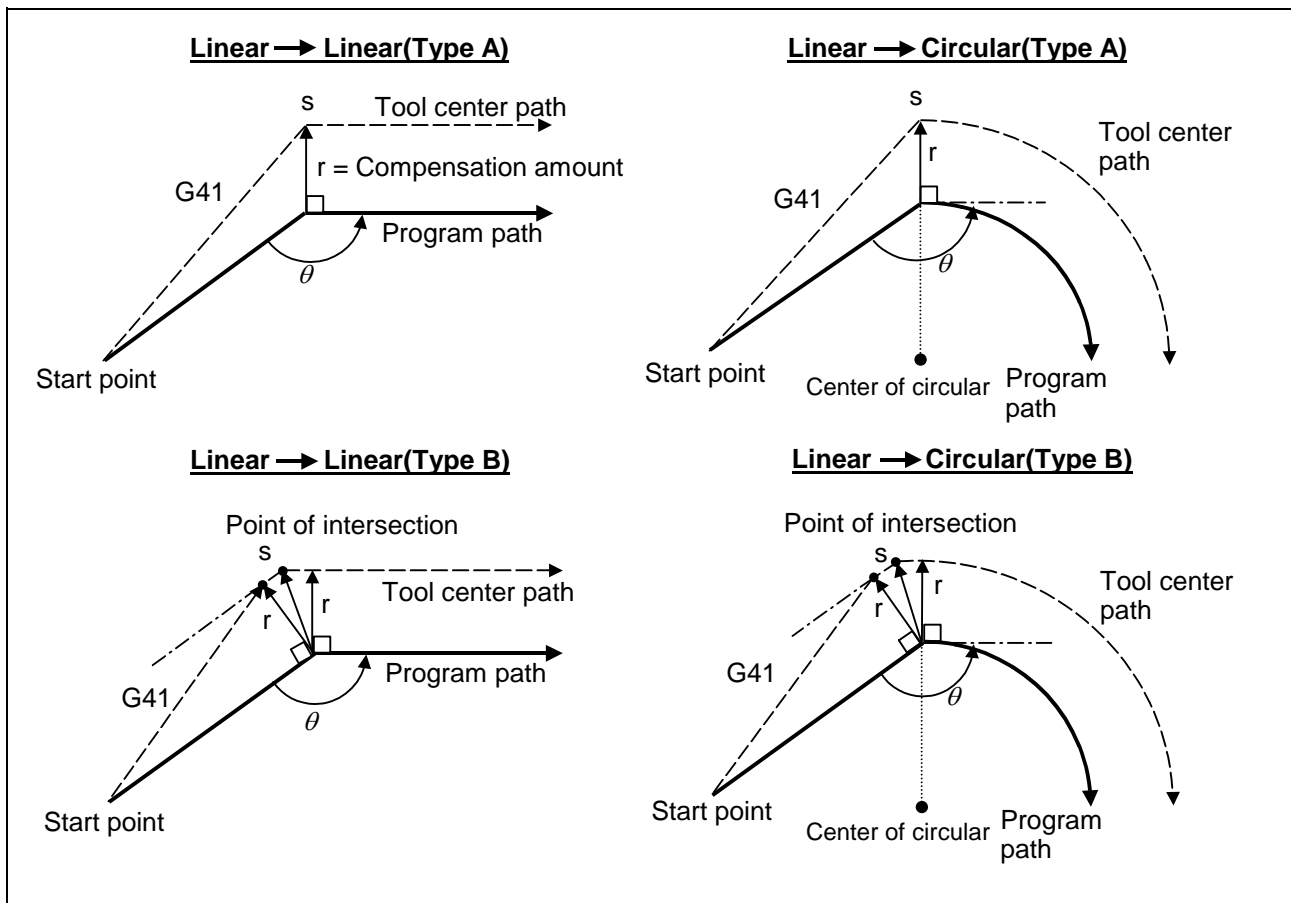 Linear → Linear(Type A)
s
Tool center path
r = Compensation amount
G41
Program path
θ
Start point
Linear → Circular(Type A)
s
Tool center
path
r
G41
θ
Start point
Center of circular
Program
path
Linear → Linear(Type B)
Point of intersection
s
Tool center path
r
r
Program path
G41
θ
Start point
Linear → Circular(Type B)
Point of intersection
s
Tool center
path
r
r
G41
θ
Start point
Center of circular
Program
path